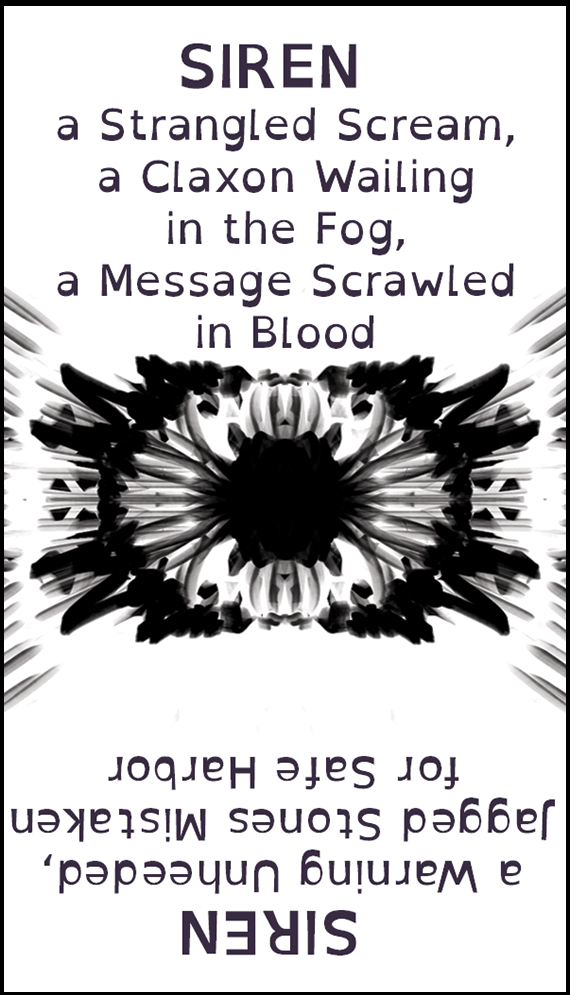 SIREN
a Strangled Scream,
a Claxon Wailing
in the Fog,
a Message Scrawled
in Blood
SIREN
a Warning Unheeded,
Jagged Stones Mistaken
for Safe Harbor